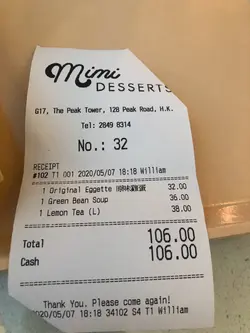 Mimi
DESSERTS
G17, The Peak Tower, 128 Peak Road, H.K.
Tel: 2849 8314
No.: 32
RECEIPT
#102 T1 001 2020/05/07 18:18 William
1 Original Eggette 32.00
1 Green Bean Soup 36.00
1 Lemon Tea (L) 38.00
Total 106.00
Cash 106.00
Thank You. Please come again!
2020/05/07 18:18 34102 S4 T1 William